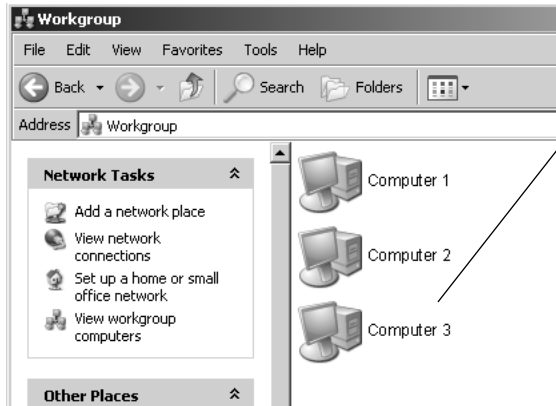 Workgroup
File Edit View Favorites Tools Help
Back Search Folders
Address Workgroup
Network Tasks
Add a network place
View network
connections
Set up a home or small
office network
View workgroup
computers
Other Places
Computer 1
Computer 2
Computer 3